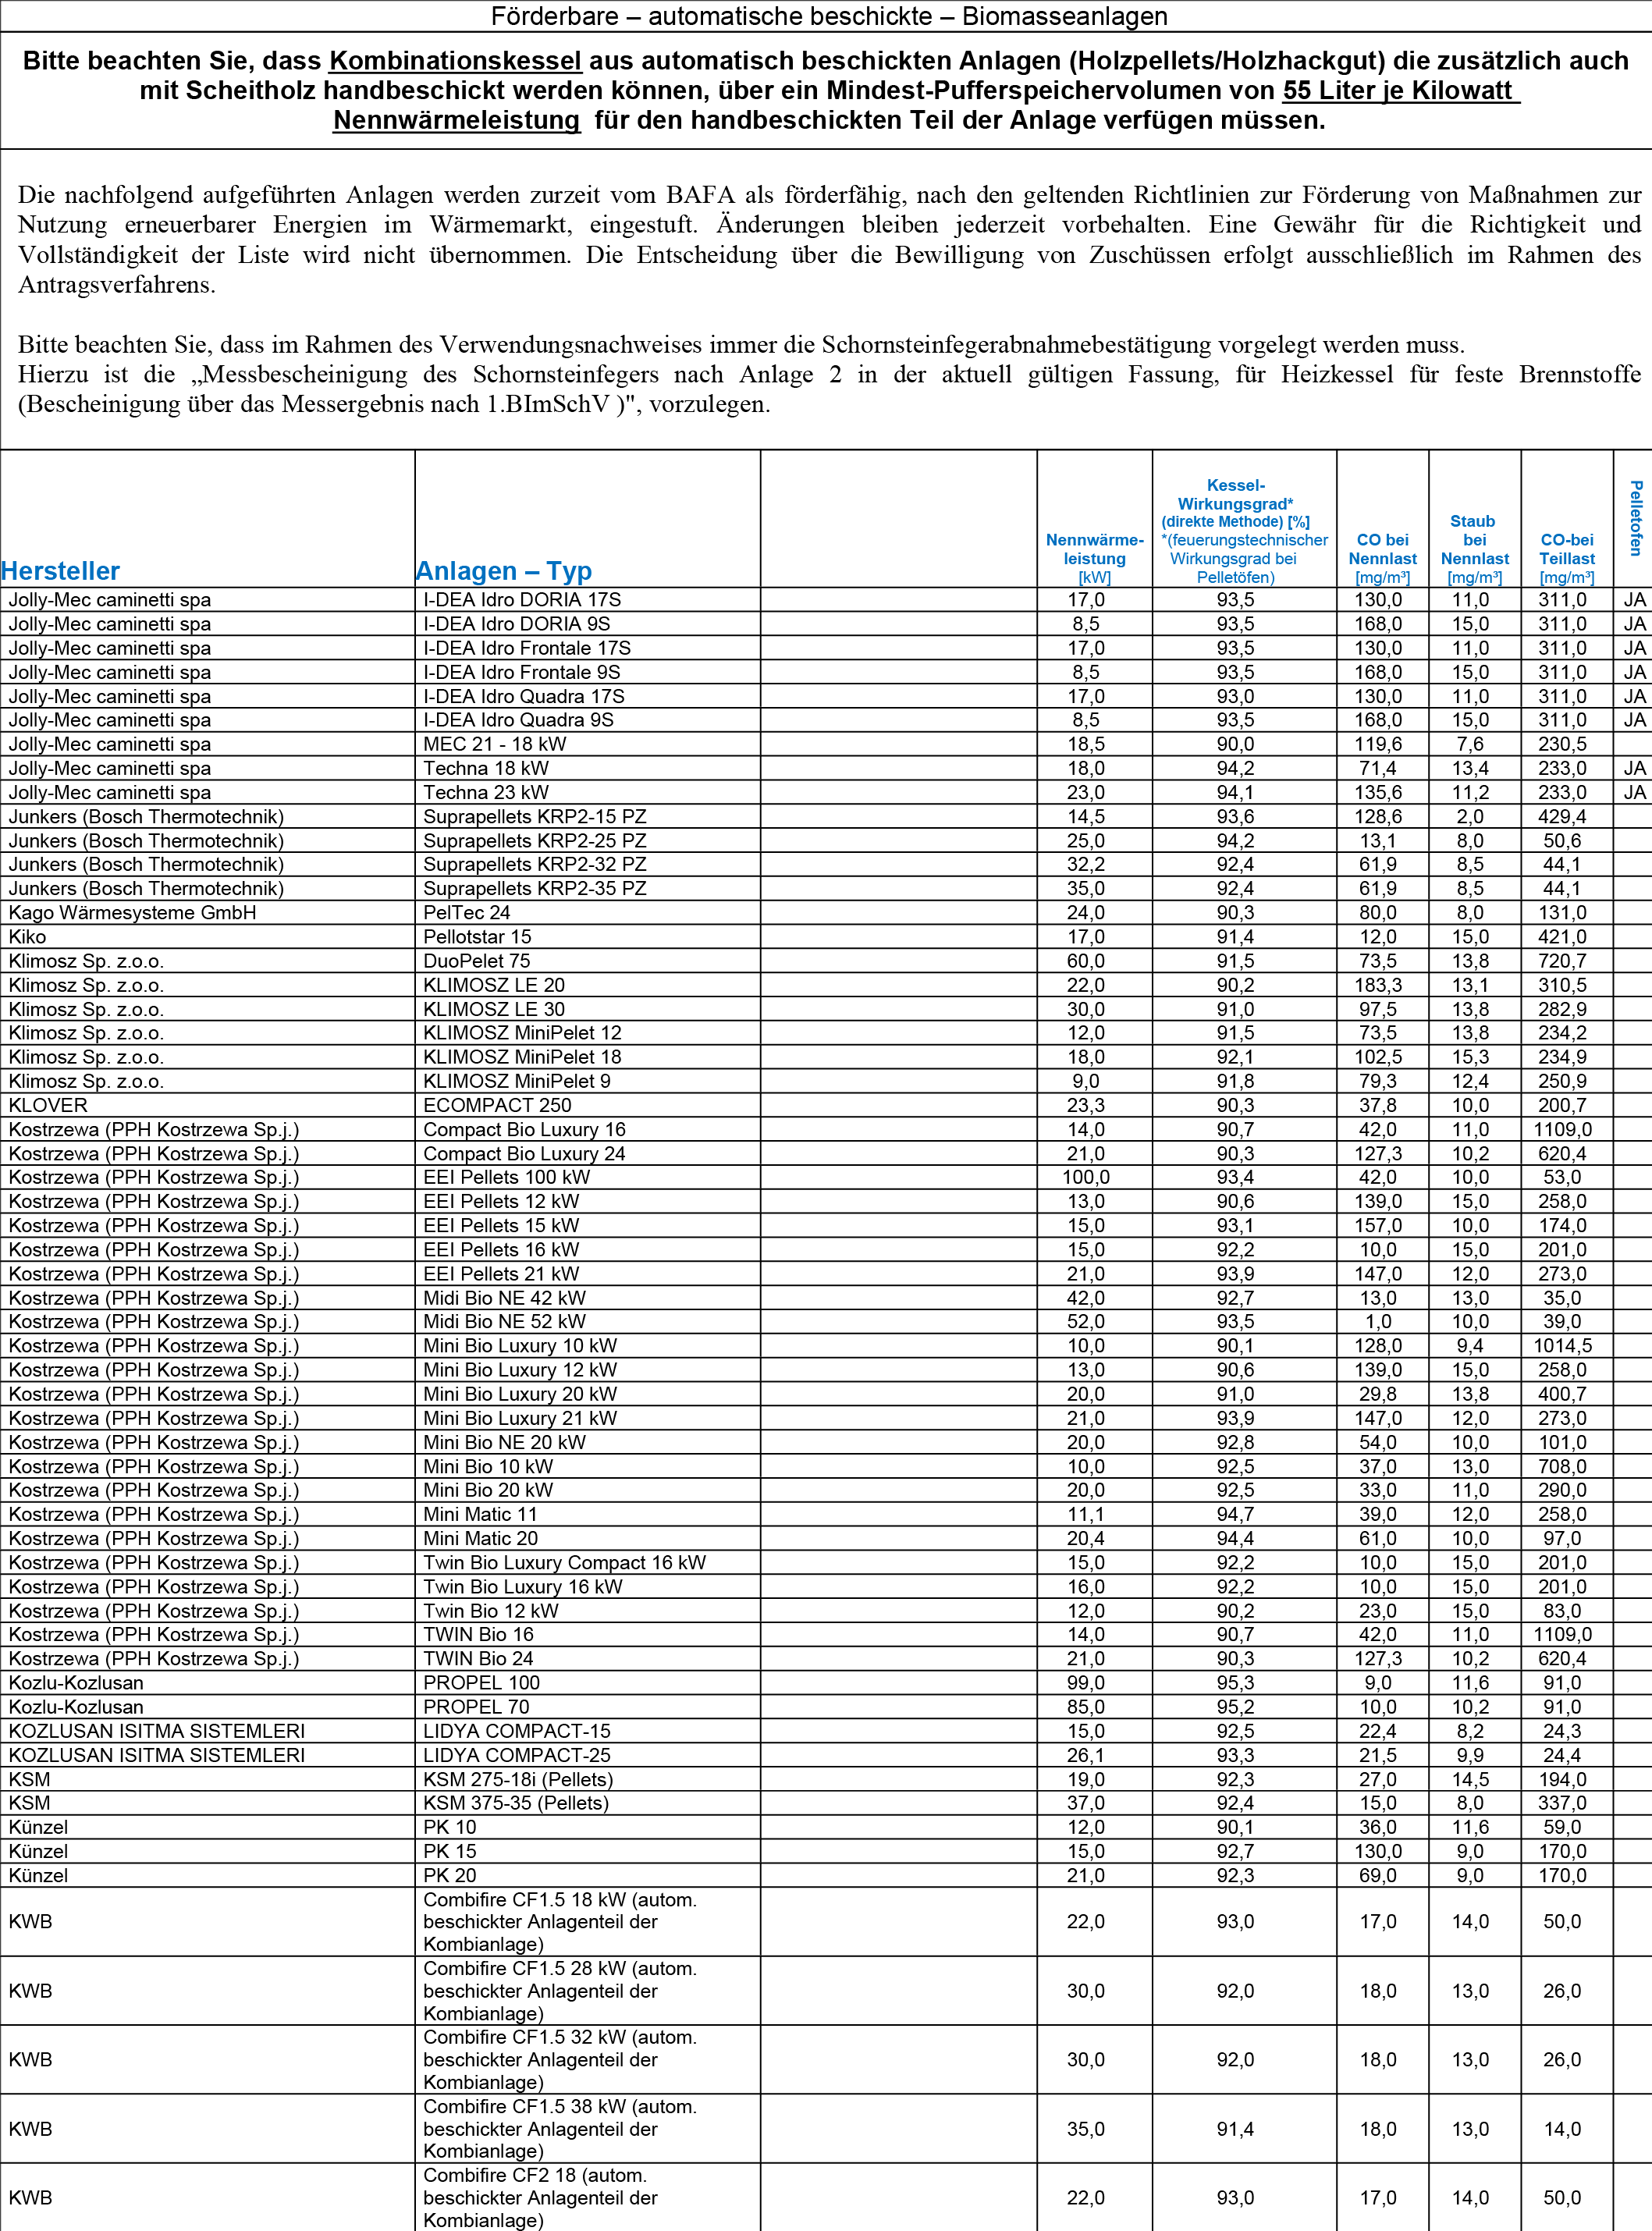 Förderbare – automatische beschickte – Biomasseanlagen
Bitte beachten Sie, dass Kombinationskessel aus automatisch beschickten Anlagen (Holzpellets/Holzhackgut) die zusätzlich auch
mit Scheitholz handbeschickt werden können, über ein Mindest-Pufferspeichervolumen von 55 Liter je Kilowatt
Nennwärmeleistung für den handbeschickten Teil der Anlage verfügen müssen.
Die nachfolgend aufgeführten Anlagen werden zurzeit vom BAFA als förderfähig, nach den geltenden Richtlinien zur Förderung von Maßnahmen zur
Nutzung erneuerbarer Energien im Wärmemarkt, eingestuft. Änderungen bleiben jederzeit vorbehalten. Eine Gewähr für die Richtigkeit und
Vollständigkeit der Liste wird nicht übernommen. Die Entscheidung über die Bewilligung von Zuschüssen erfolgt ausschließlich im Rahmen des
Antragsverfahrens.
Bitte beachten Sie, dass im Rahmen des Verwendungsnachweises immer die Schornsteinfegerabnahmebestätigung vorgelegt werden muss.
Hierzu ist die „Messbescheinigung des Schornsteinfegers nach Anlage 2 in der aktuell gültigen Fassung, für Heizkessel für feste Brennstoffe
(Bescheinigung über das Messergebnis nach 1.BImSchV )", vorzulegen.
Hersteller
Anlagen – Typ
Nennwärme-
leistung
[kW]
Kessel-
Wirkungsgrad*
(direkte Methode) [%]
*(feuerungstechnischer
Wirkungsgrad bei
Pelletöfen)
CO bei
Nennlast
[mg/m³]
Staub
bei
Nennlast
[mg/m³]
CO-bei
Teillast
[mg/m³]
Pelletofen
Jolly-Mec caminetti spa I-DEA Idro DORIA 17S 17,0 93,5 130,0 11,0 311,0 JA
Jolly-Mec caminetti spa I-DEA Idro DORIA 9S 8,5 93,5 168,0 15,0 311,0 JA
Jolly-Mec caminetti spa I-DEA Idro Frontale 17S 17,0 93,5 130,0 11,0 311,0 JA
Jolly-Mec caminetti spa I-DEA Idro Frontale 9S 8,5 93,5 168,0 15,0 311,0 JA
Jolly-Mec caminetti spa I-DEA Idro Quadra 17S 17,0 93,0 130,0 11,0 311,0 JA
Jolly-Mec caminetti spa I-DEA Idro Quadra 9S 8,5 93,5 168,0 15,0 311,0 JA
Jolly-Mec caminetti spa MEC 21 - 18 kW 18,5 90,0 119,6 7,6 230,5
Jolly-Mec caminetti spa Techna 18 kW 18,0 94,2 71,4 13,4 233,0 JA
Jolly-Mec caminetti spa Techna 23 kW 23,0 94,1 135,6 11,2 233,0 JA
Junkers (Bosch Thermotechnik) Suprapellets KRP2-15 PZ 14,5 93,6 128,6 2,0 429,4
Junkers (Bosch Thermotechnik) Suprapellets KRP2-25 PZ 25,0 94,2 13,1 8,0 50,6
Junkers (Bosch Thermotechnik) Suprapellets KRP2-32 PZ 32,2 92,4 61,9 8,5 44,1
Junkers (Bosch Thermotechnik) Suprapellets KRP2-35 PZ 35,0 92,4 61,9 8,5 44,1
Kago Wärmesysteme GmbH PelTec 24 24,0 90,3 80,0 8,0 131,0
Kiko Pellotstar 15 17,0 91,4 12,0 15,0 421,0
Klimosz Sp. z.o.o. DuoPelet 75 60,0 91,5 73,5 13,8 720,7
Klimosz Sp. z.o.o. KLIMOSZ LE 20 22,0 90,2 183,3 13,1 310,5
Klimosz Sp. z.o.o. KLIMOSZ LE 30 30,0 91,0 97,5 13,8 282,9
Klimosz Sp. z.o.o. KLIMOSZ MiniPelet 12 12,0 91,5 73,5 13,8 234,2
Klimosz Sp. z.o.o. KLIMOSZ MiniPelet 18 18,0 92,1 102,5 15,3 234,9
Klimosz Sp. z.o.o. KLIMOSZ MiniPelet 9 9,0 91,8 79,3 12,4 250,9
KLOVER ECOMPACT 250 23,3 90,3 37,8 10,0 200,7
Kostrzewa (PPH Kostrzewa Sp.j.) Compact Bio Luxury 16 14,0 90,7 42,0 11,0 1109,0
Kostrzewa (PPH Kostrzewa Sp.j.) Compact Bio Luxury 24 21,0 90,3 127,3 10,2 620,4
Kostrzewa (PPH Kostrzewa Sp.j.) EEI Pellets 100 kW 100,0 93,4 42,0 10,0 53,0
Kostrzewa (PPH Kostrzewa Sp.j.) EEI Pellets 12 kW 13,0 90,6 139,0 15,0 258,0
Kostrzewa (PPH Kostrzewa Sp.j.) EEI Pellets 15 kW 15,0 93,1 157,0 10,0 174,0
Kostrzewa (PPH Kostrzewa Sp.j.) EEI Pellets 16 kW 15,0 92,2 10,0 15,0 201,0
Kostrzewa (PPH Kostrzewa Sp.j.) EEI Pellets 21 kW 21,0 93,9 147,0 12,0 273,0
Kostrzewa (PPH Kostrzewa Sp.j.) Midi Bio NE 42 kW 42,0 92,7 13,0 13,0 35,0
Kostrzewa (PPH Kostrzewa Sp.j.) Midi Bio NE 52 kW 52,0 93,5 1,0 10,0 39,0
Kostrzewa (PPH Kostrzewa Sp.j.) Mini Bio Luxury 10 kW 10,0 90,1 128,0 9,4 1014,5
Kostrzewa (PPH Kostrzewa Sp.j.) Mini Bio Luxury 12 kW 13,0 90,6 139,0 15,0 258,0
Kostrzewa (PPH Kostrzewa Sp.j.) Mini Bio Luxury 20 kW 20,0 91,0 29,8 13,8 400,7
Kostrzewa (PPH Kostrzewa Sp.j.) Mini Bio Luxury 21 kW 21,0 93,9 147,0 12,0 273,0
Kostrzewa (PPH Kostrzewa Sp.j.) Mini Bio NE 20 kW 20,0 92,8 54,0 10,0 101,0
Kostrzewa (PPH Kostrzewa Sp.j.) Mini Bio 10 kW 10,0 92,5 37,0 13,0 708,0
Kostrzewa (PPH Kostrzewa Sp.j.) Mini Bio 20 kW 20,0 92,5 33,0 11,0 290,0
Kostrzewa (PPH Kostrzewa Sp.j.) Mini Matic 11 11,1 94,7 39,0 12,0 258,0
Kostrzewa (PPH Kostrzewa Sp.j.) Mini Matic 20 20,4 94,4 61,0 10,0 97,0
Kostrzewa (PPH Kostrzewa Sp.j.) Twin Bio Luxury Compact 16 kW 15,0 92,2 10,0 15,0 201,0
Kostrzewa (PPH Kostrzewa Sp.j.) Twin Bio Luxury 16 kW 16,0 92,2 10,0 15,0 201,0
Kostrzewa (PPH Kostrzewa Sp.j.) Twin Bio 12 kW 12,0 90,2 23,0 15,0 83,0
Kostrzewa (PPH Kostrzewa Sp.j.) TWIN Bio 16 14,0 90,7 42,0 11,0 1109,0
Kostrzewa (PPH Kostrzewa Sp.j.) TWIN Bio 24 21,0 90,3 127,3 10,2 620,4
Kozlu-Kozlusan PROPEL 100 99,0 95,3 9,0 11,6 91,0
Kozlu-Kozlusan PROPEL 70 85,0 95,2 10,0 10,2 91,0
KOZLUSAN ISITMA SISTEMLERI LIDYA COMPACT-15 15,0 92,5 22,4 8,2 24,3
KOZLUSAN ISITMA SISTEMLERI LIDYA COMPACT-25 26,1 93,3 21,5 9,9 24,4
KSM KSM 275-18i (Pellets) 19,0 92,3 27,0 14,5 194,0
KSM KSM 375-35 (Pellets) 37,0 92,4 15,0 8,0 337,0
Künzel PK 10 12,0 90,1 36,0 11,6 59,0
Künzel PK 15 15,0 92,7 130,0 9,0 170,0
Künzel PK 20 21,0 92,3 69,0 9,0 170,0
Combifire CF1.5 18 kW (autom.
KWB beschickter Anlagenteil der 22,0 93,0 17,0 14,0 50,0
Kombianlage)
Combifire CF1.5 28 kW (autom.
KWB beschickter Anlagenteil der 30,0 92,0 18,0 13,0 26,0
Kombianlage)
Combifire CF1.5 32 kW (autom.
KWB beschickter Anlagenteil der 30,0 92,0 18,0 13,0 26,0
Kombianlage)
Combifire CF1.5 38 kW (autom.
KWB beschickter Anlagenteil der 35,0 91,4 18,0 13,0 14,0
Kombianlage)
Combifire CF2 18 (autom.
KWB beschickter Anlagenteil der 22,0 93,0 17,0 14,0 50,0
Kombianlage)